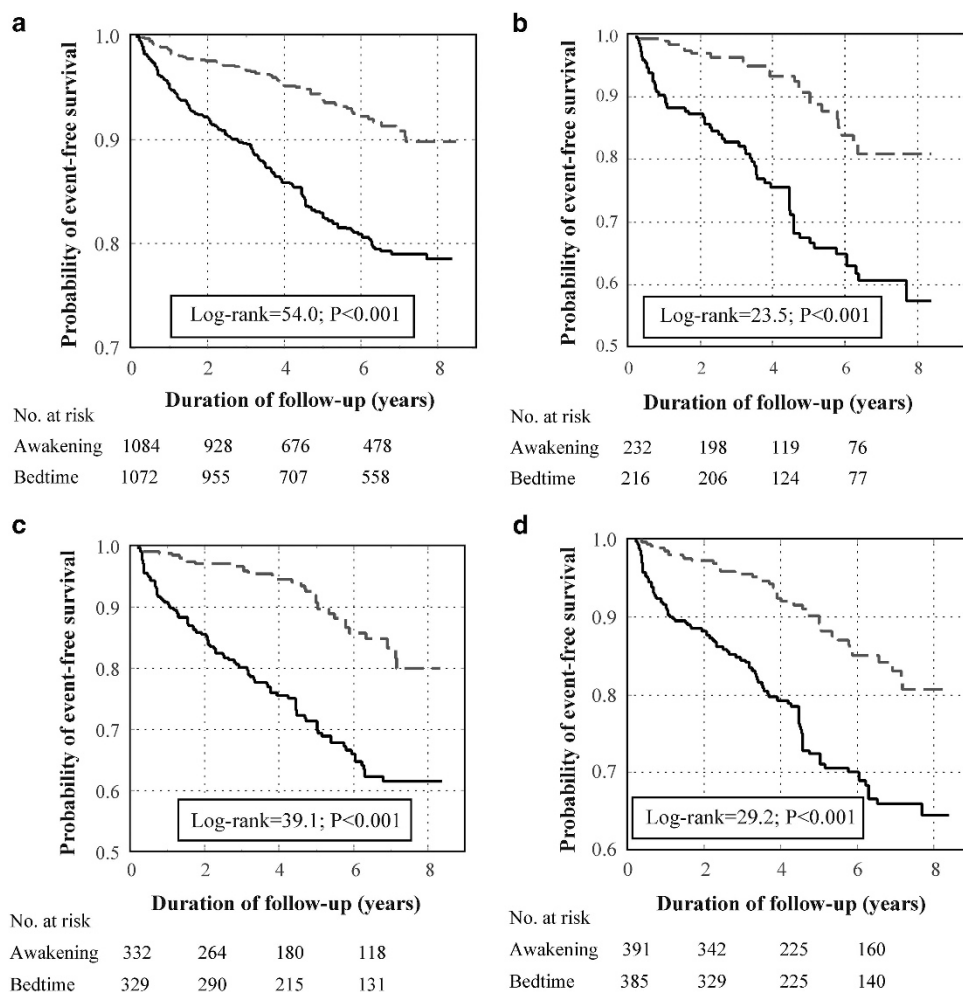 a
Probability of event-free survival
1.0
0.9
0.8
0.7
Log-rank=54.0; P<0.001
2 4 6 8
Duration of follow-up (years)
No. at risk
Awakening 1084 928 676 478
Bedtime 1072 955 707 558
b
Probability of event-free survival
1.0
0.9
0.8
0.7
0.6
0.5
Log-rank=23.5; P<0.001
0 2 4 6 8
Duration of follow-up (years)
No. at risk
Awakening 232 198 119 76
Bedtime 216 206 124 77
c
Probability of event-free survival
1.0
0.9
0.8
0.7
0.6
0.5
Log-rank=39.1; P<0.001
0 2 4 6 8
Duration of follow-up (years)
No. at risk
Awakening 332 264 180 118
Bedtime 329 290 215 131
d
Probability of event-free survival
1.0
0.9
0.8
0.7
0.6
Log-rank=29.2; P<0.001
0 2 4 6 8
Duration of follow-up (years)
No. at risk
Awakening 391 342 225 160
Bedtime 385 329 225 140